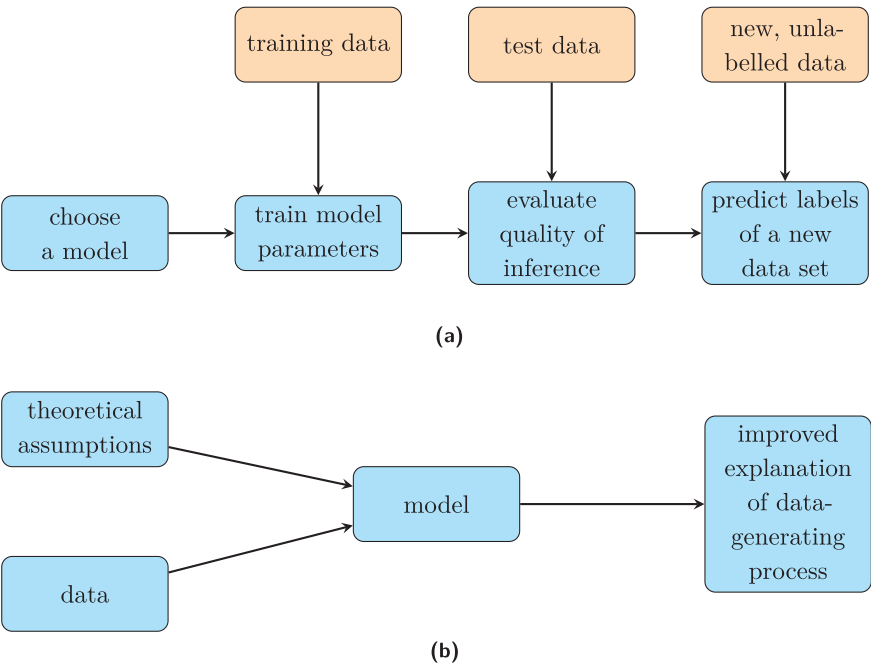 training data
test data
new, unla-
belled data
choose
a model
train model
parameters
evaluate
quality of
inference
predict labels
of a new
data set
(a)
theoretical
assumptions
data
model
improved
explanation
of data-
generating
process
(b)